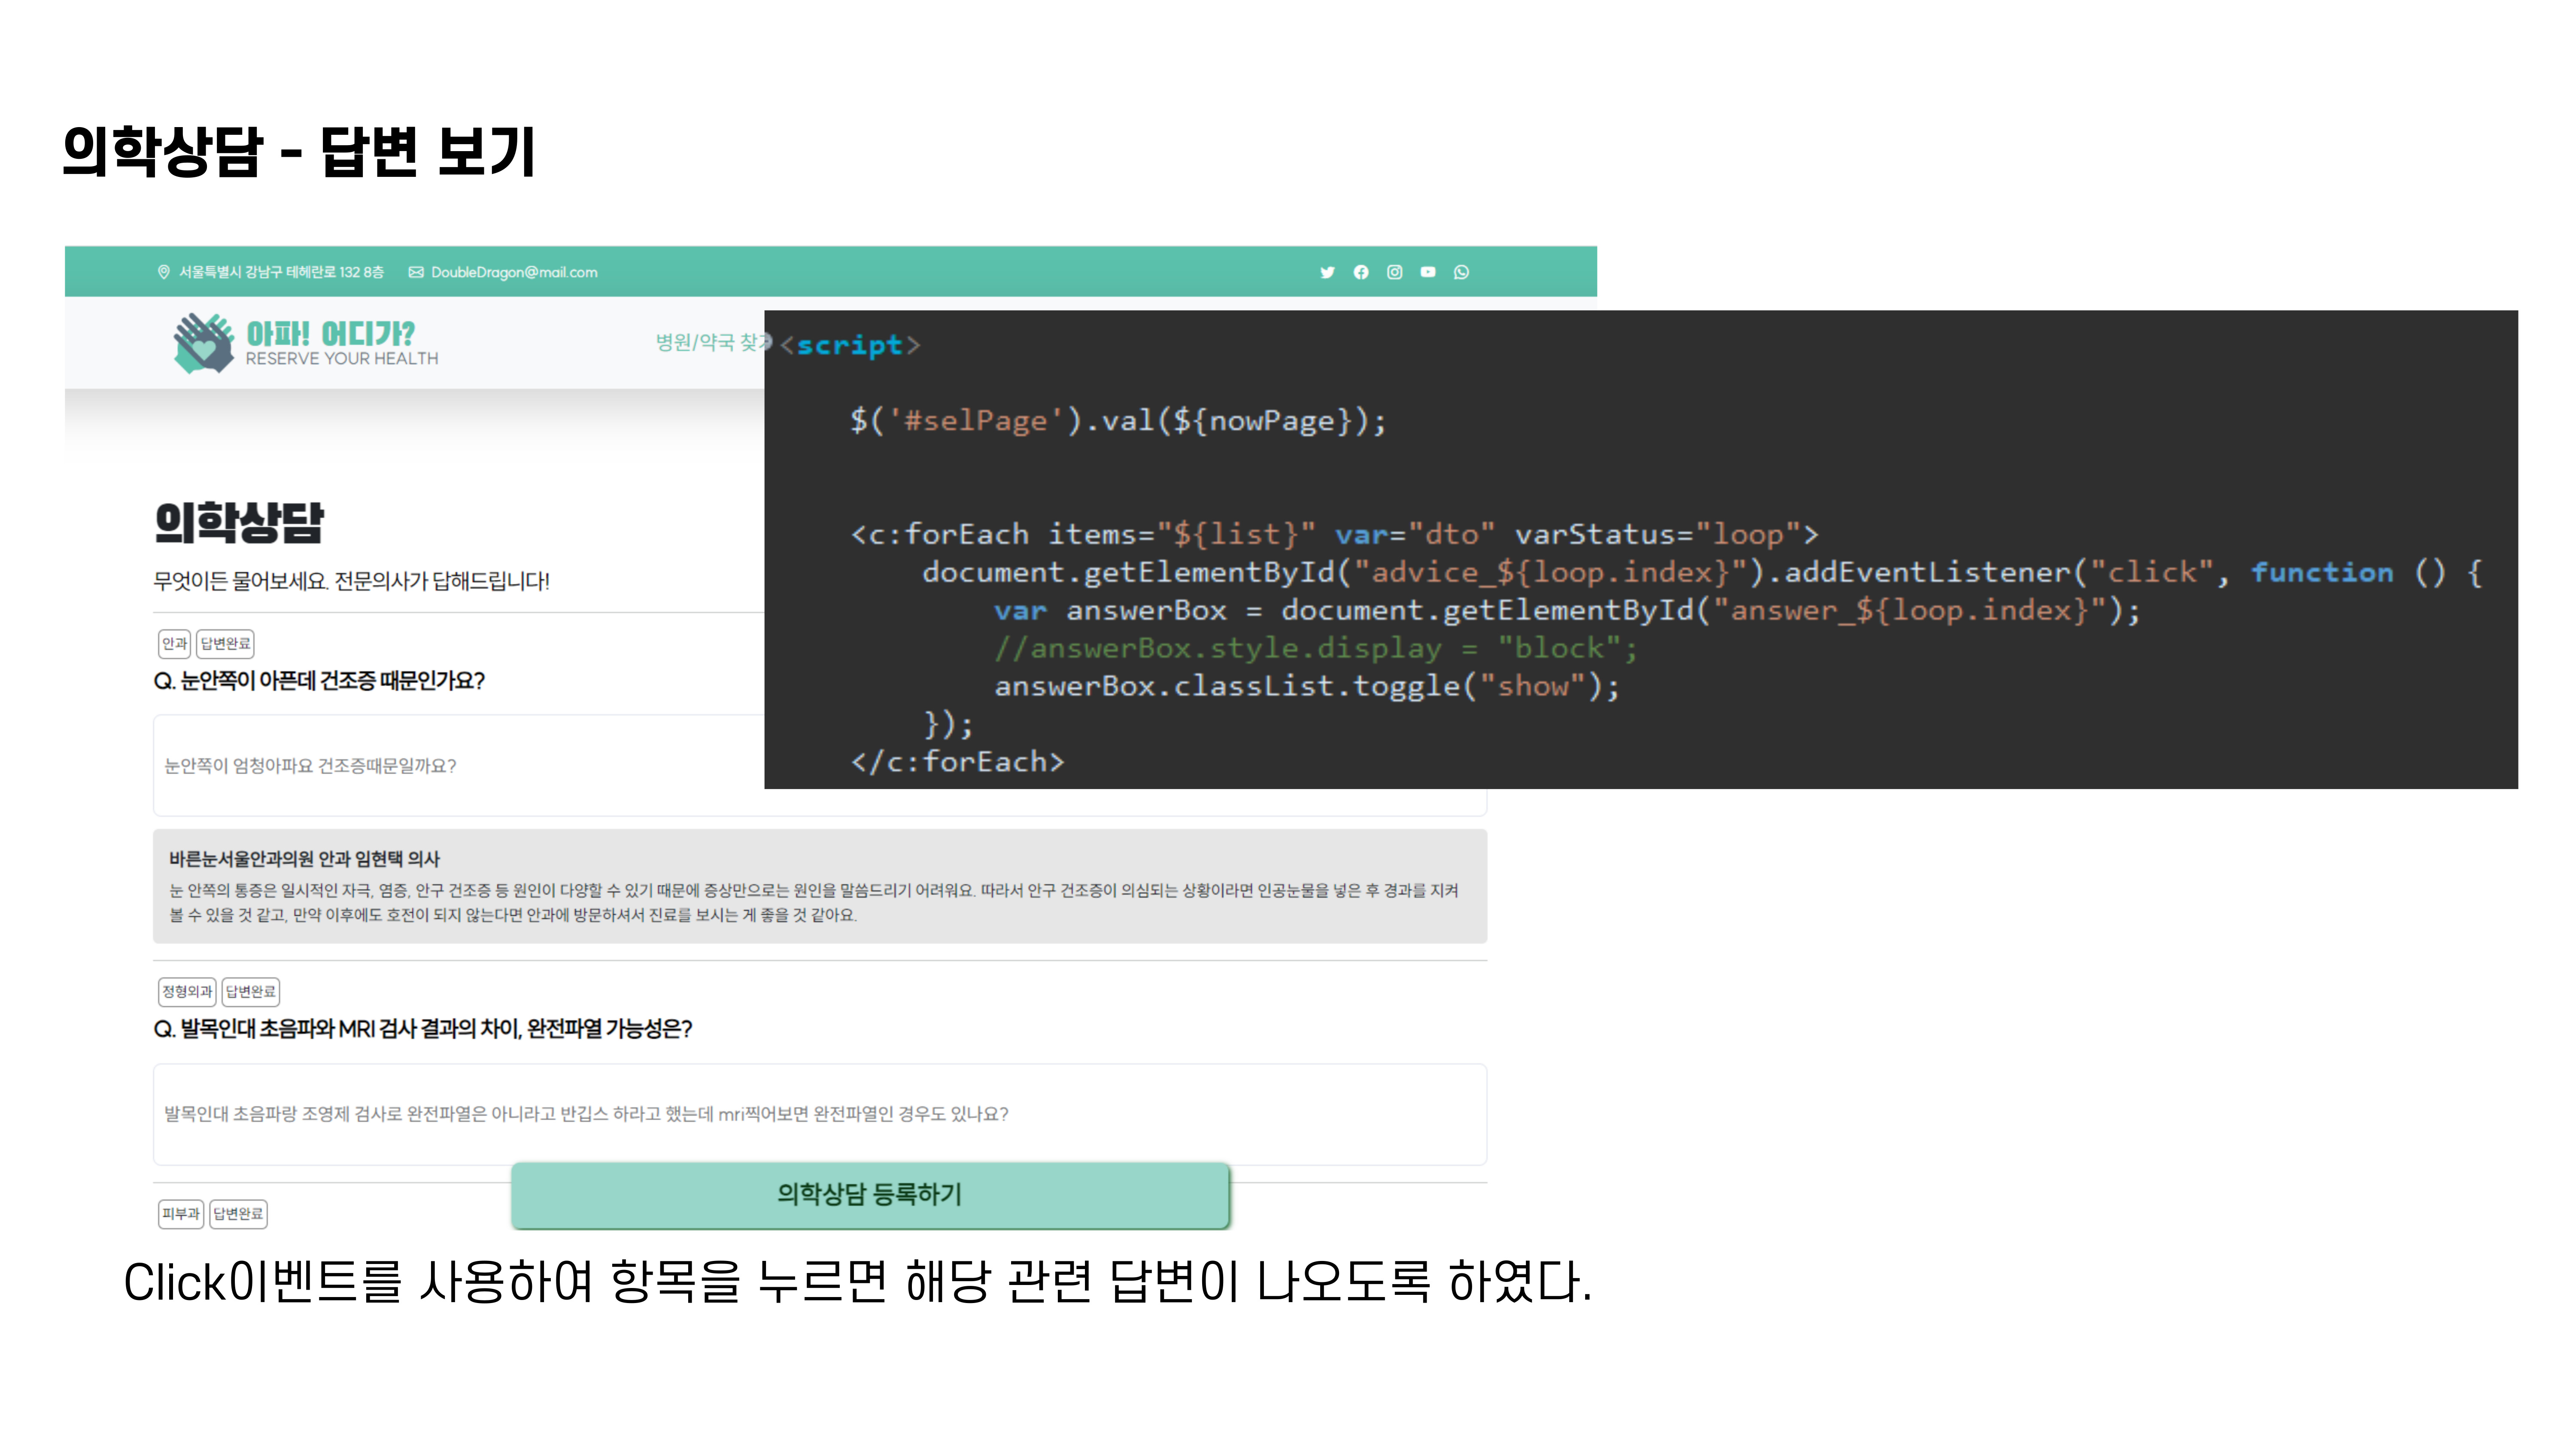 의학상담 - 답변 보기
서울특별시 강남구 테헤란로 132 8층 DoubleDragon@mail.com
아파! 어디가?
RESERVE YOUR HEALTH
병원/약국 찾기
<script>
$('#selPage').val(${nowPage});
<c:forEach items="${list}" var="dto" varStatus="loop">
document.getElementById("advice_${loop.index}").addEventListener("click", function () {
var answerBox = document.getElementById("answer_${loop.index}");
//answerBox.style.display = "block";
answerBox.classList.toggle("show");
});
</c:forEach>
의학상담
무엇이든 물어보세요. 전문의사가 답해드립니다!
안과 답변완료
Q. 눈안쪽이 아픈데 건조증 때문인가요?
눈안쪽이 엄청아파요 건조증때문일까요?
바른눈서울안과의원 안과 임현택 의사
눈 안쪽의 통증은 일시적인 자극, 염증, 안구 건조증 등 원인이 다양할 수 있기 때문에 증상만으로는 원인을 말씀드리기 어려워요. 따라서 안구 건조증이 의심되는 상황이라면 인공눈물을 넣은 후 경과를 지켜
볼 수 있을 것 같고, 만약 이후에도 호전이 되지 않는다면 안과에 방문하셔서 진료를 보시는 게 좋을 것 같아요.
정형외과 답변완료
Q. 발목인대 초음파와 MRI 검사 결과의 차이, 완전파열 가능성은?
발목인대 초음파랑 조영제 검사로 완전파열은 아니라고 반깁스 하라고 했는데 mri찍어보면 완전파열인 경우도 있나요?
의학상담 등록하기
피부과 답변완료
Click이벤트를 사용하여 항목을 누르면 해당 관련 답변이 나오도록 하였다.